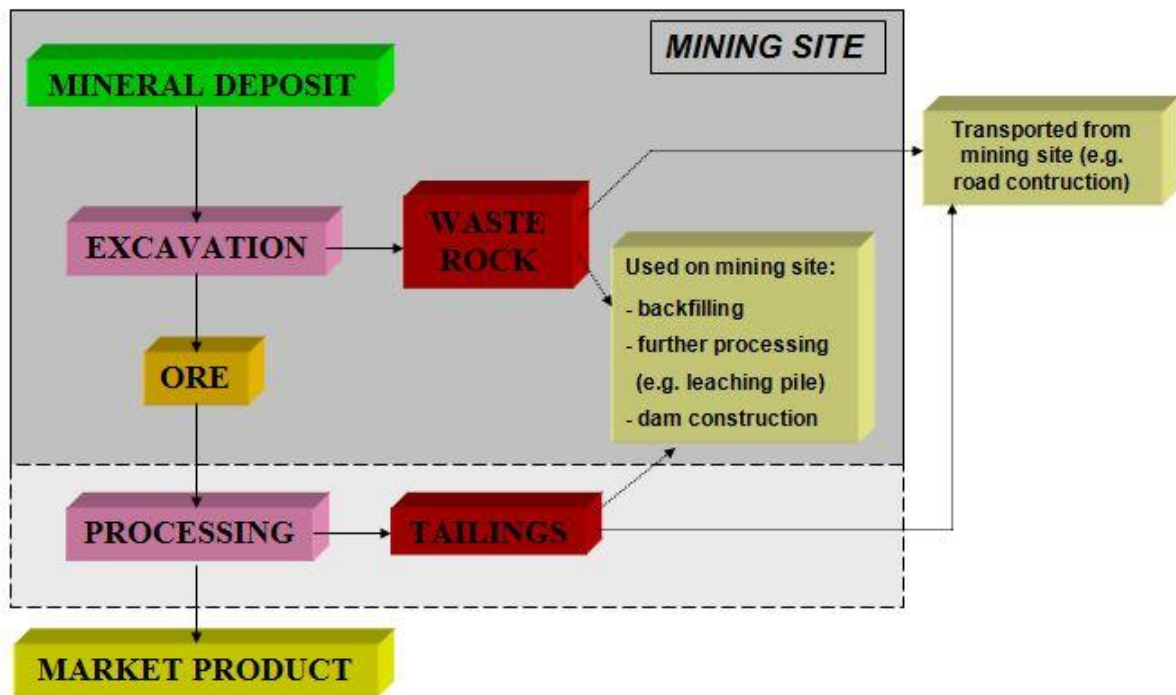 MINING SITE
MINERAL DEPOSIT
Transported from
mining site (e.g.
road contruction)
EXCAVATION
WASTE
ROCK
Used on mining site:
- backfilling
- further processing
(e.g. leaching pile)
- dam construction
ORE
PROCESSING
TAILINGS
MARKET PRODUCT